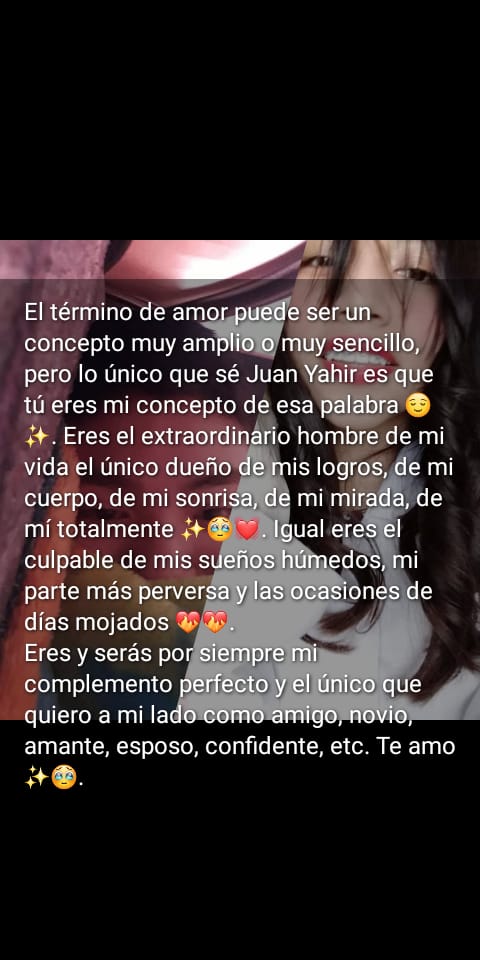 El término de amor puede ser un
concepto muy amplio o muy sencillo,
pero lo único que sé Juan Yahir es que
tú eres mi concepto de esa palabra 😌
✨. Eres el extraordinario hombre de mi
vida el único dueño de mis logros, de mi
cuerpo, de mi sonrisa, de mi mirada, de
mí totalmente ✨🥹❤️. Igual eres el
culpable de mis sueños húmedos, mi
parte más perversa y las ocasiones de
días mojados ❤️‍🔥❤️‍🔥.
Eres y serás por siempre mi
complemento perfecto y el único que
quiero a mi lado como amigo, novio,
amante, esposo, confidente, etc. Te amo
✨🥹.